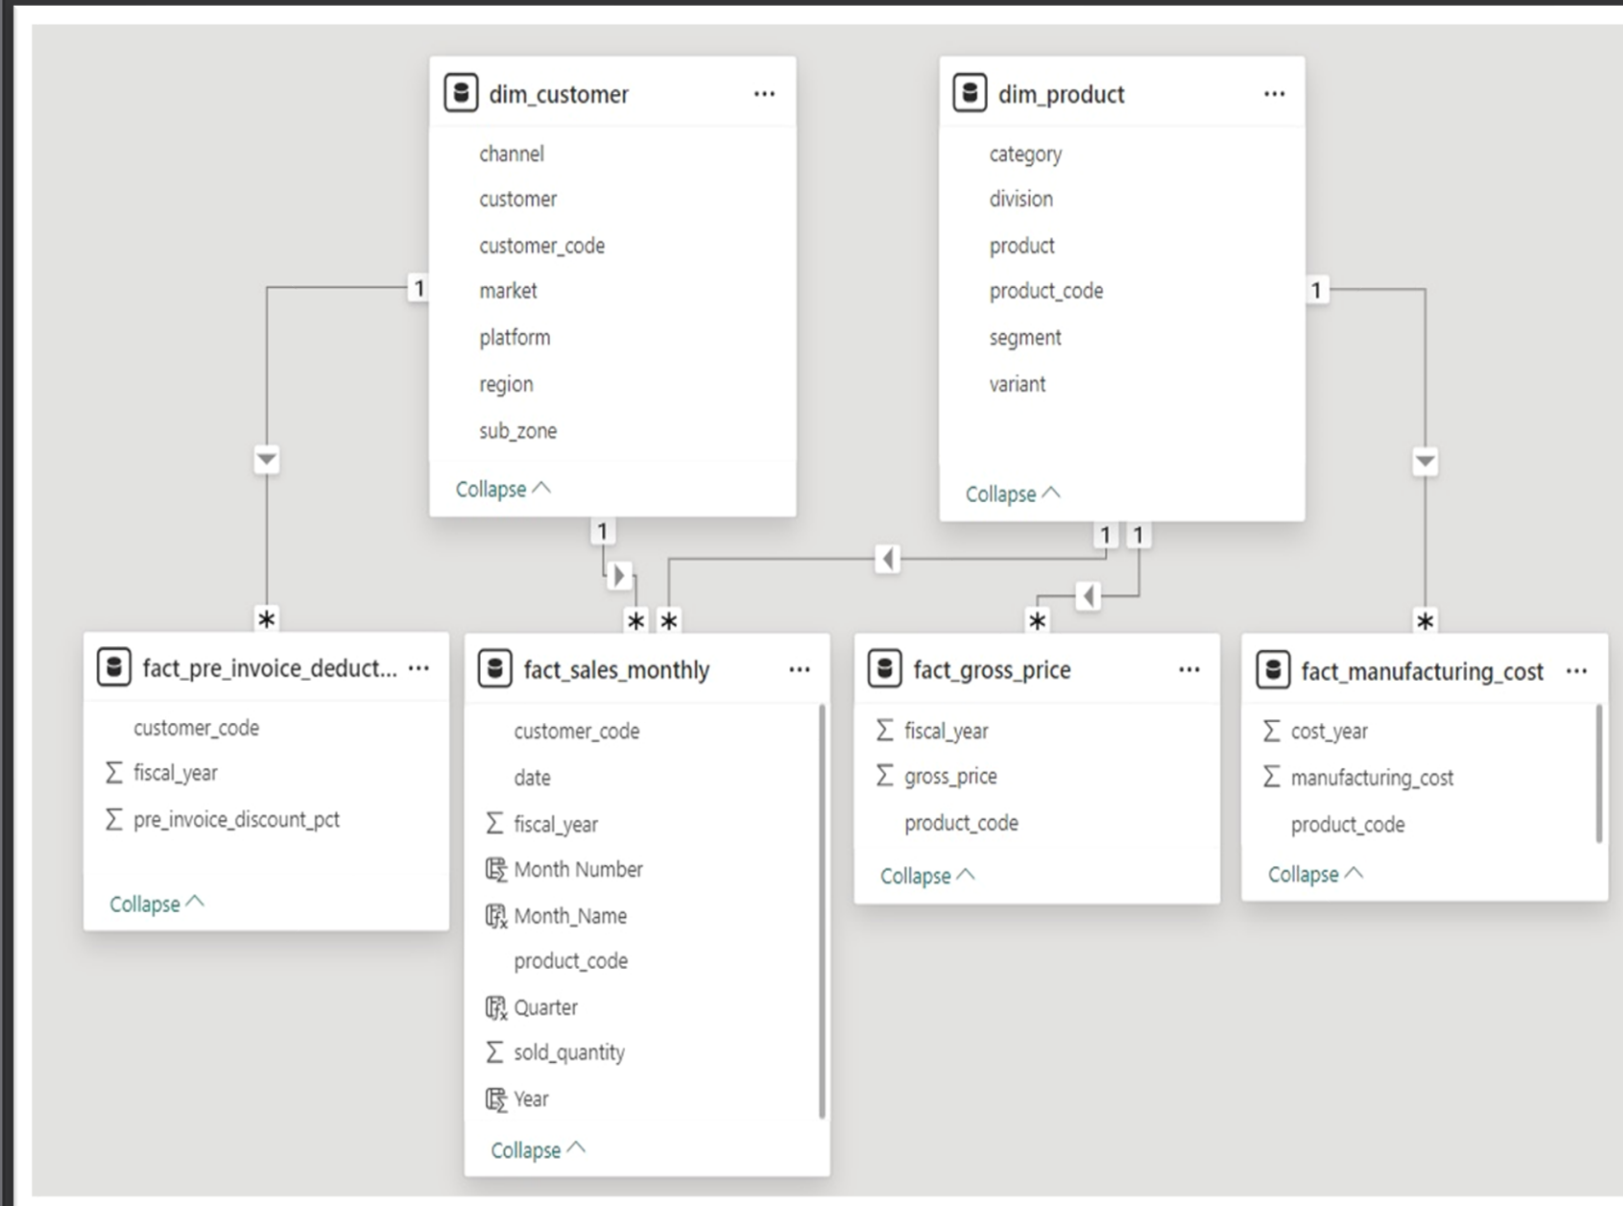 dim_customer ...
channel
customer
customer_code
market
platform
region
sub_zone
Collapse
dim_product ...
category
division
product
product_code
segment
variant
Collapse
1
1
1
1 1
*
* *
*
*
fact_pre_invoice_deduct... ...
customer_code
Σ fiscal_year
Σ pre_invoice_discount_pct
Collapse
fact_sales_monthly ...
customer_code
date
Σ fiscal_year
Month Number
Month_Name
product_code
Quarter
Σ sold_quantity
Year
Collapse
fact_gross_price ...
Σ fiscal_year
Σ gross_price
product_code
Collapse
fact_manufacturing_cost ...
Σ cost_year
Σ manufacturing_cost
product_code
Collapse